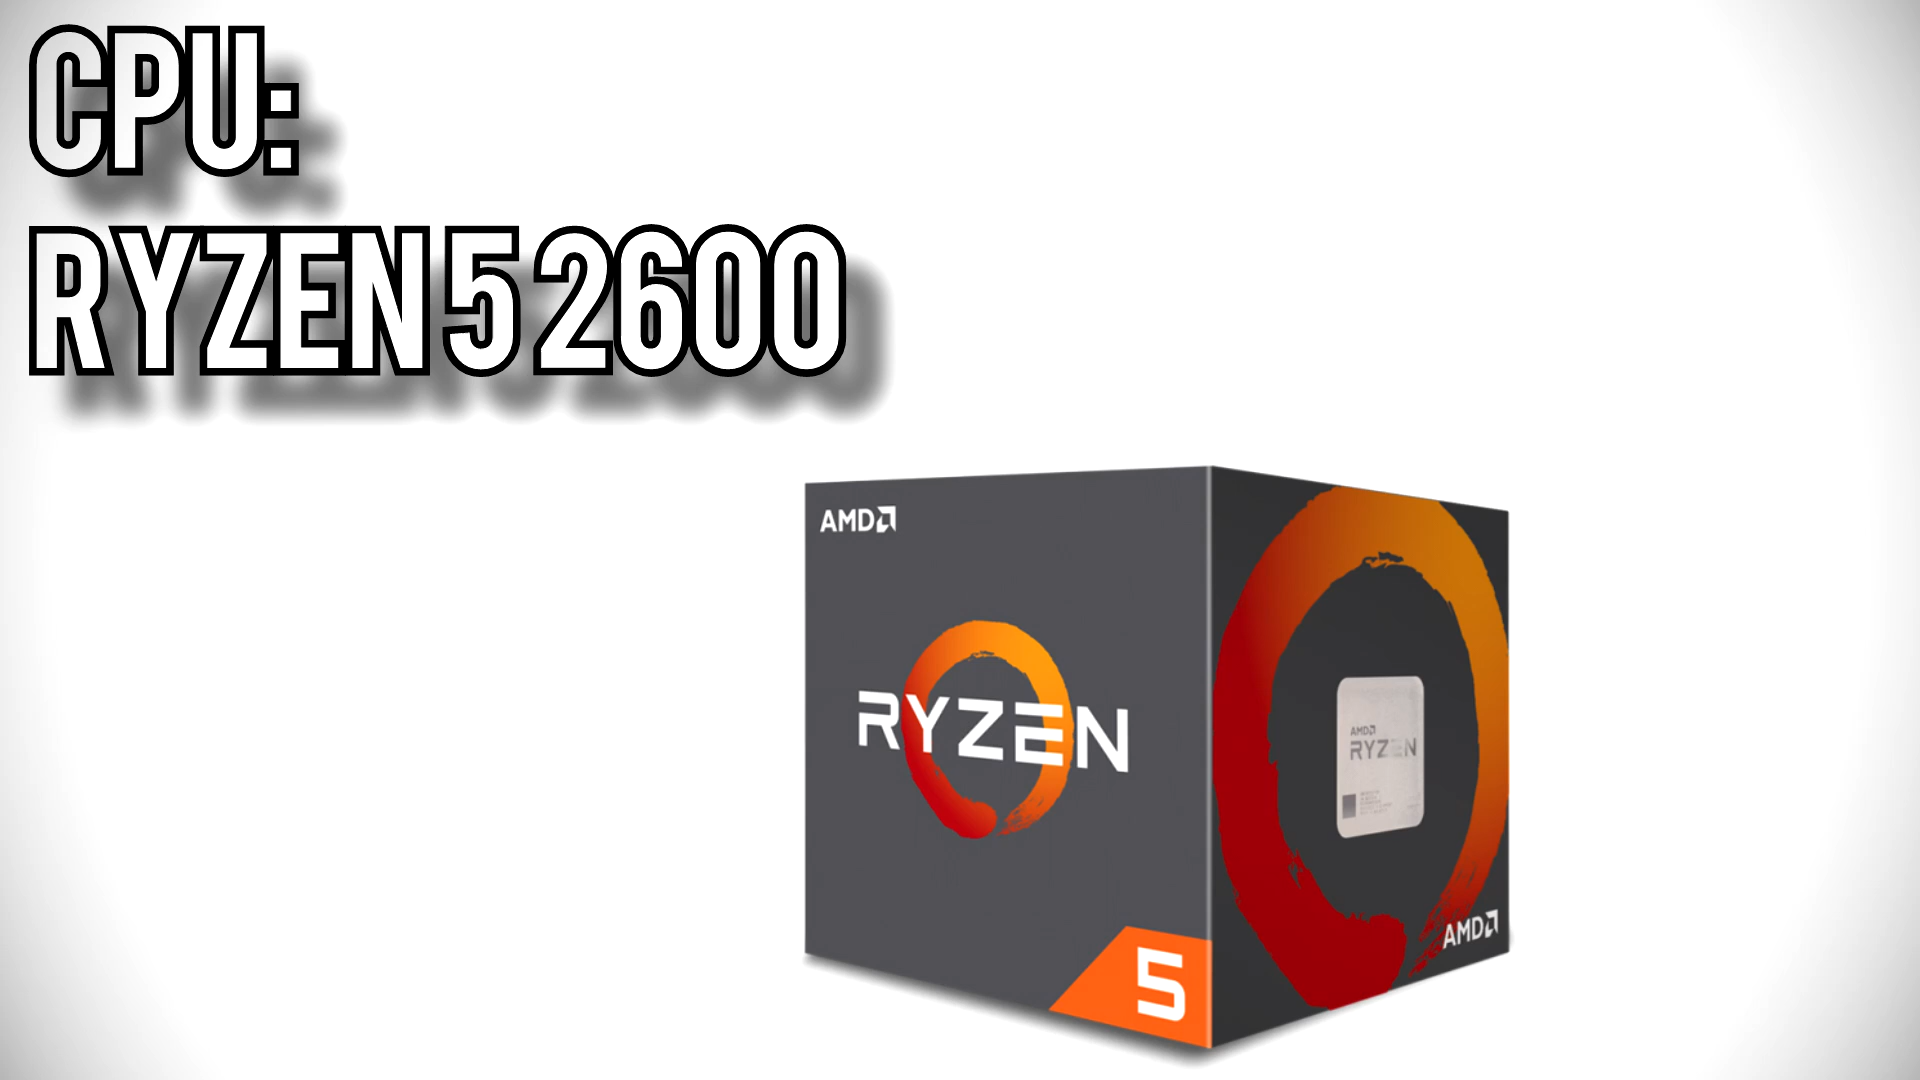 CPU:
RYZEN 5 2600
AMD
RYZEN
5
AMD
RYZEN
AMD